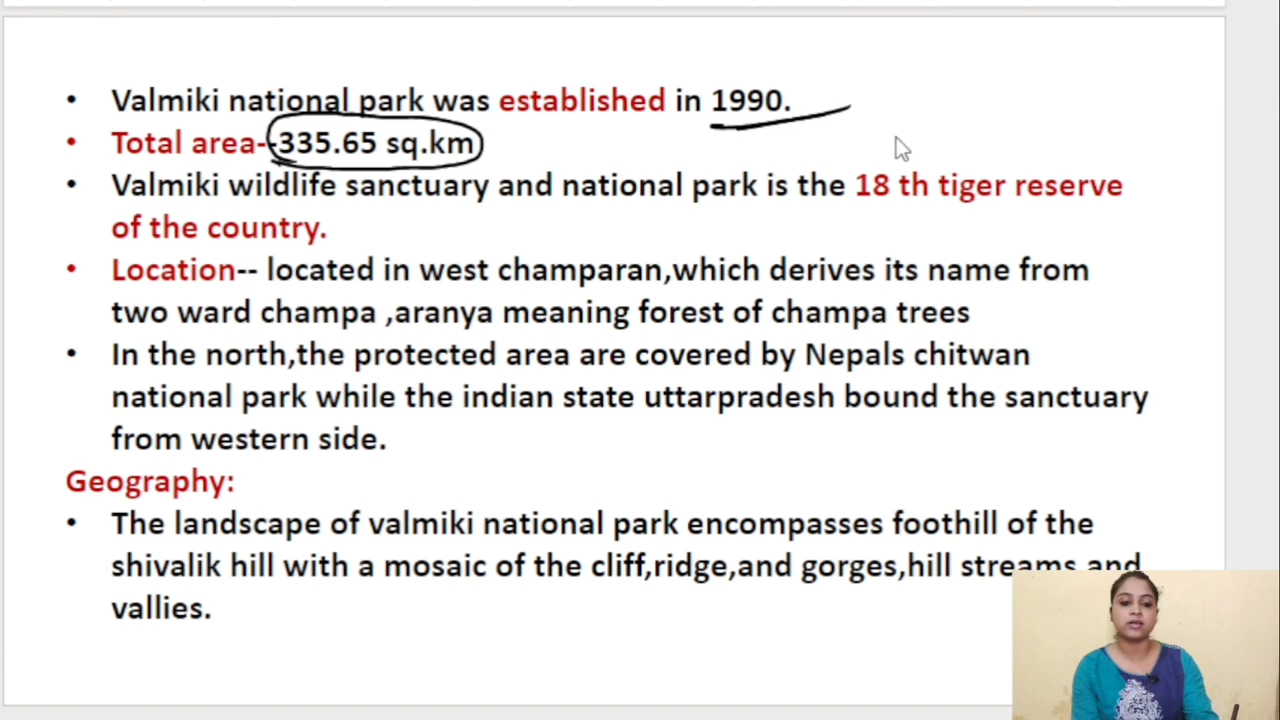 • Valmiki national park was established in 1990.
• Total area-335.65 sq.km
• Valmiki wildlife sanctuary and national park is the 18 th tiger reserve
of the country.
• Location-- located in west champaran,which derives its name from
two ward champa ,aranya meaning forest of champa trees
• In the north,the protected area are covered by Nepals chitwan
national park while the indian state uttarpradesh bound the sanctuary
from western side.
Geography:
• The landscape of valmiki national park encompasses foothill of the
shivalik hill with a mosaic of the cliff,ridge,and gorges,hill streams and
vallies.